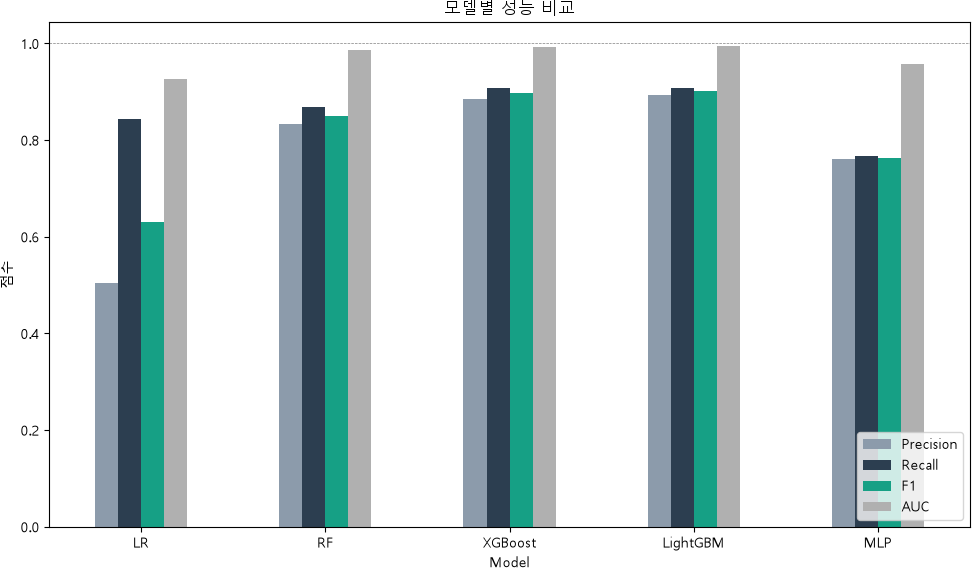 모델별 성능 비교
점수
1.0
0.8
0.6
0.4
0.2
0.0
LR RF XGBoost LightGBM MLP
Model
Precision
Recall
F1
AUC